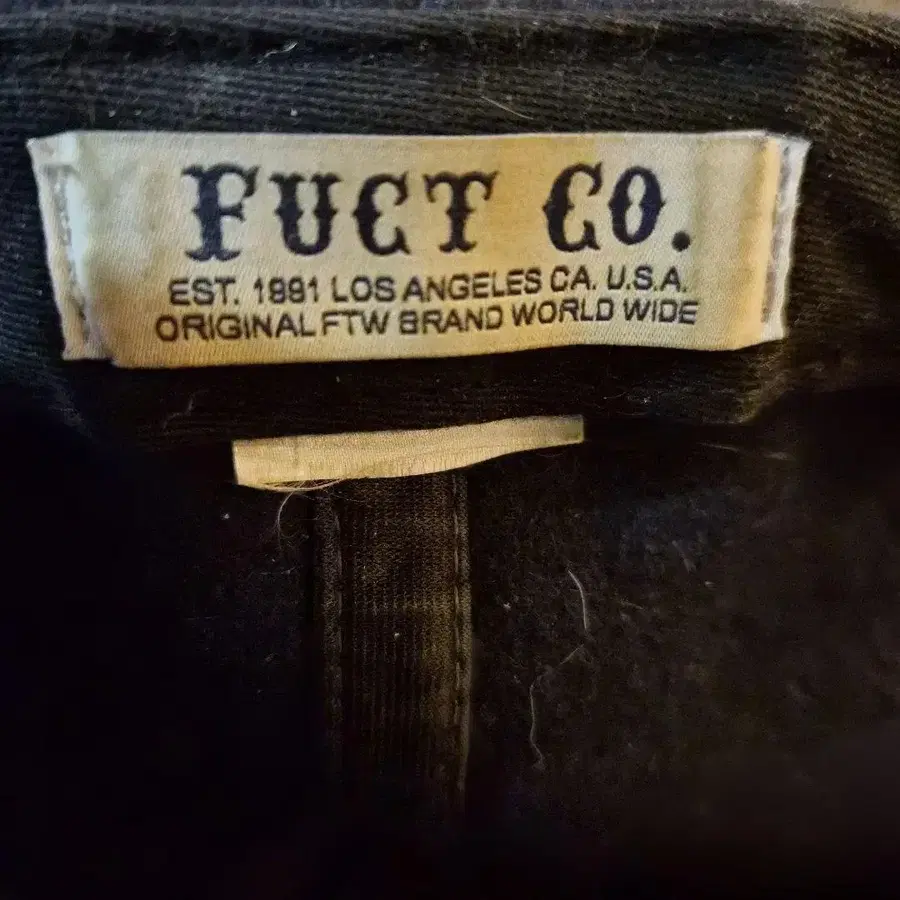 FUCT CO.
EST. 1991 LOS ANGELES CA. U.S.A.
ORIGINAL FTW BRAND WORLD WIDE